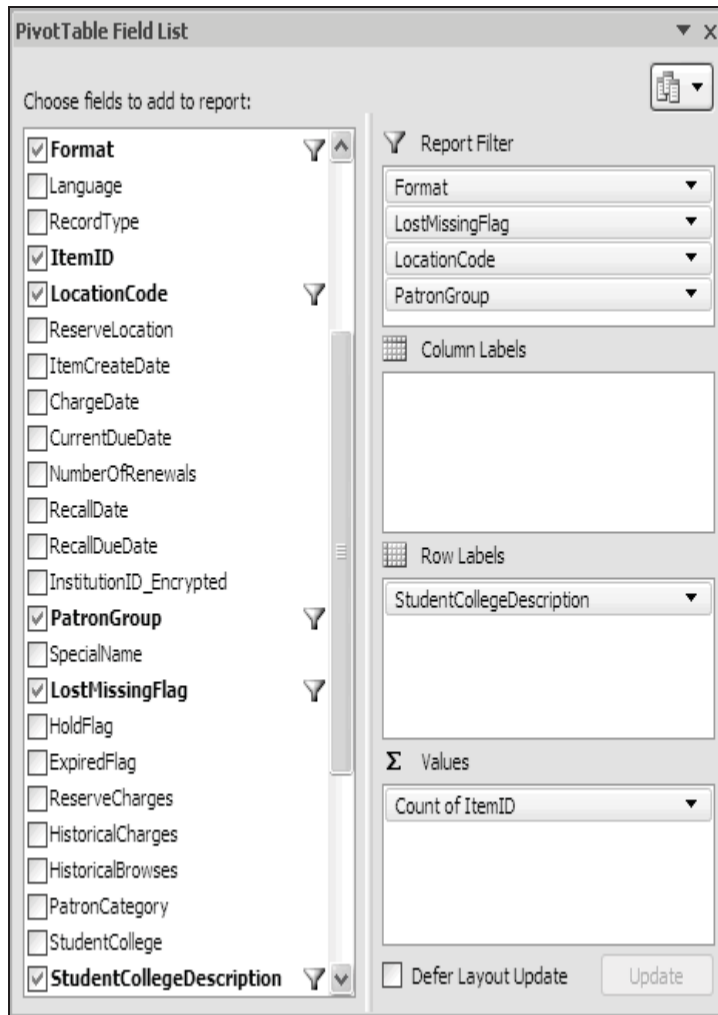 PivotTable Field List
Choose fields to add to report:
Format
Language
RecordType
ItemID
LocationCode
ReserveLocation
ItemCreateDate
ChargeDate
CurrentDueDate
NumberOfRenewals
RecallDate
RecallDueDate
InstitutionID_Encrypted
PatronGroup
SpecialName
LostMissingFlag
HoldFlag
ExpiredFlag
ReserveCharges
HistoricalCharges
HistoricalBrowses
PatronCategory
StudentCollege
StudentCollegeDescription
Report Filter
Format
LostMissingFlag
LocationCode
PatronGroup
Column Labels
Row Labels
StudentCollegeDescription
Σ Values
Count of ItemID
Defer Layout Update
Update